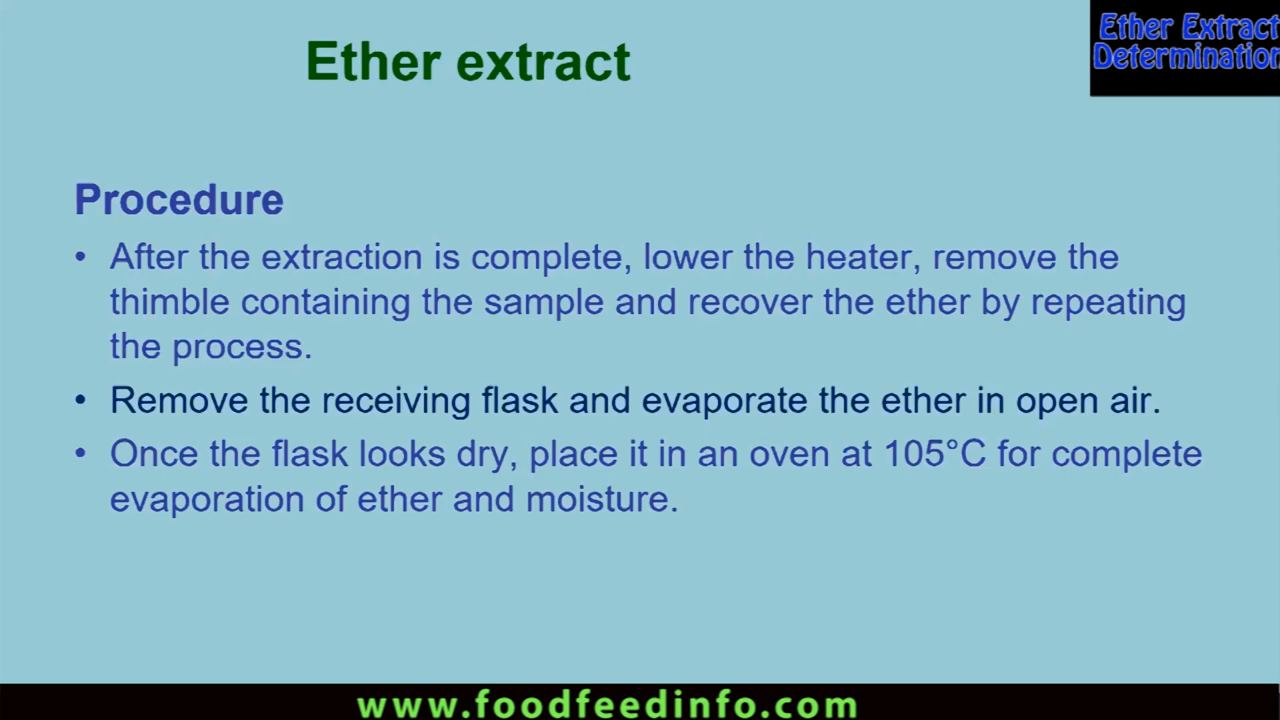 Ether extract
Ether Extract
Determination
Procedure
• After the extraction is complete, lower the heater, remove the
thimble containing the sample and recover the ether by repeating
the process.
• Remove the receiving flask and evaporate the ether in open air.
• Once the flask looks dry, place it in an oven at 105°C for complete
evaporation of ether and moisture.
www.foodfeedinfo.com